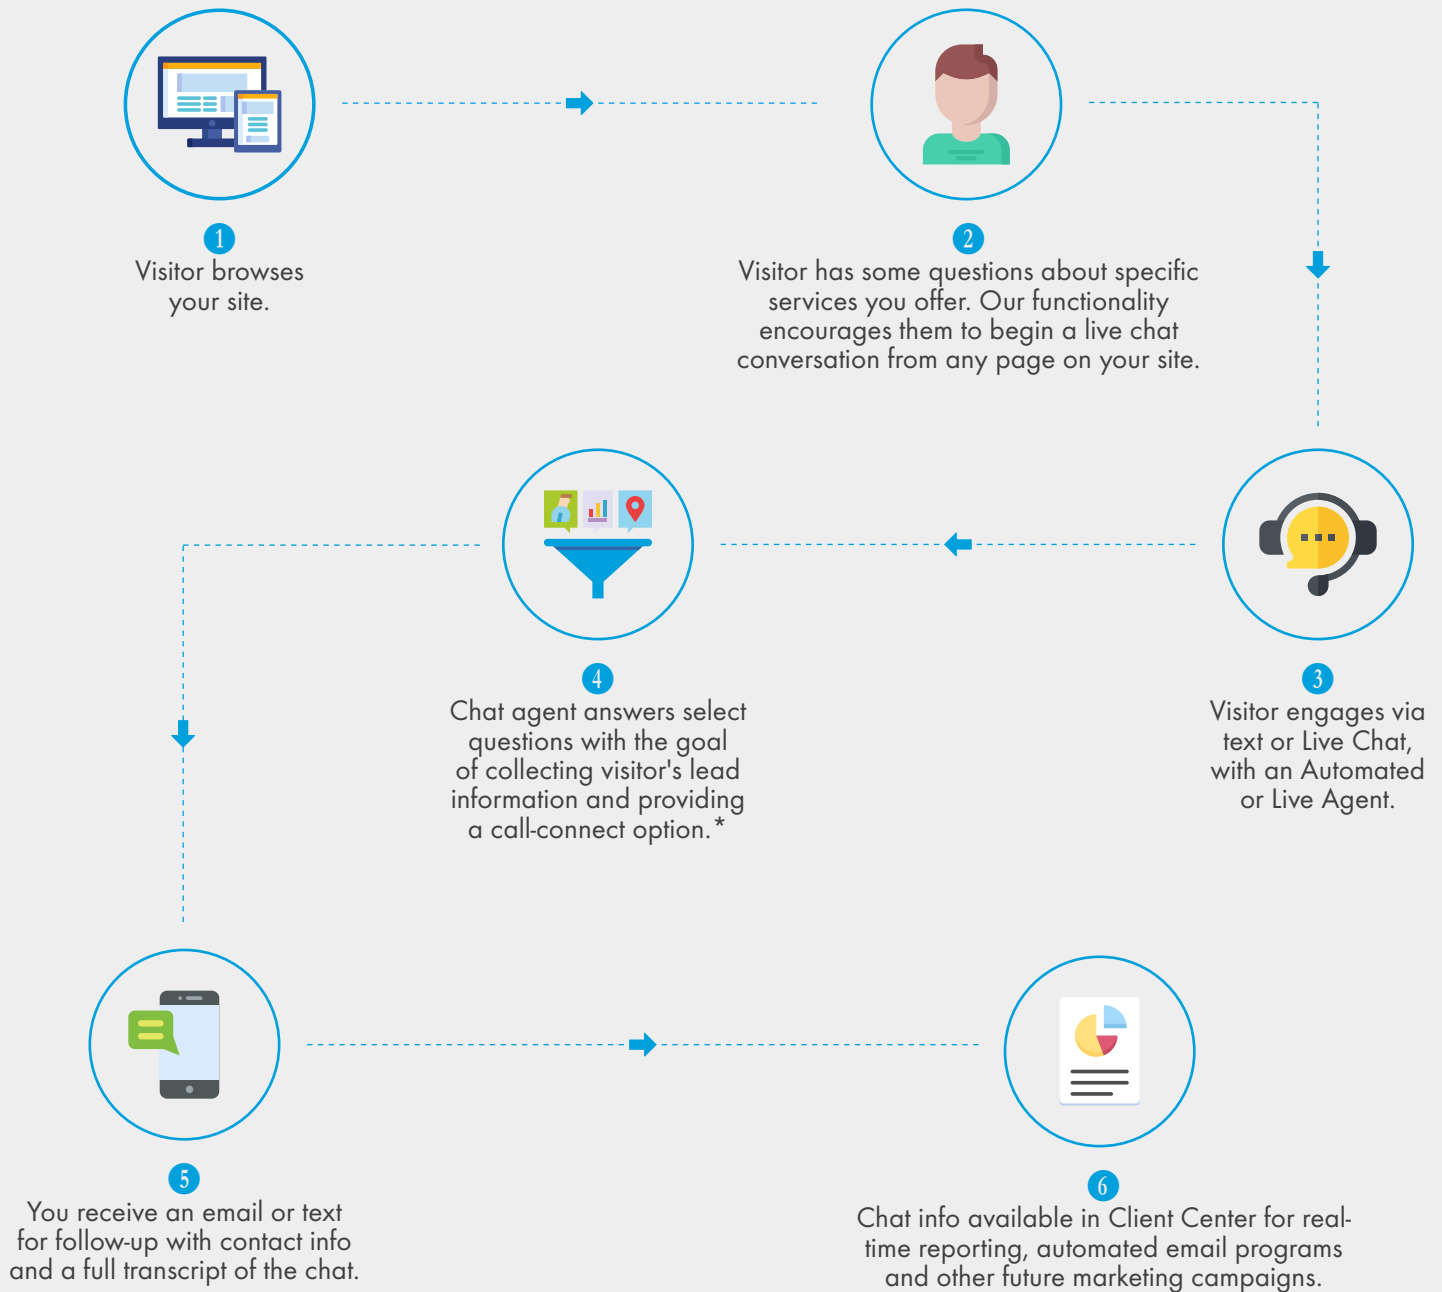 1
Visitor browses
your site.
2
Visitor has some questions about specific
services you offer. Our functionality
encourages them to begin a live chat
conversation from any page on your site.
3
Visitor engages via
text or Live Chat,
with an Automated
or Live Agent.
4
Chat agent answers select
questions with the goal
of collecting visitor's lead
information and providing
a call-connect option.*
5
You receive an email or text
for follow-up with contact info
and a full transcript of the chat.
6
Chat info available in Client Center for real-
time reporting, automated email programs
and other future marketing campaigns.